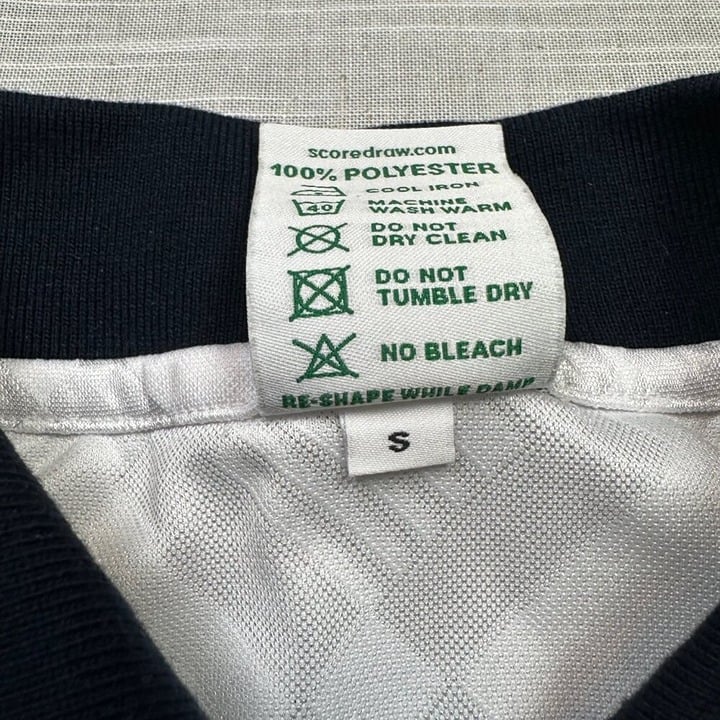 scoredraw.com
100% POLYESTER
COOL IRON
40 MACHINE
WASH WARM
DO NOT
DRY CLEAN
DO NOT
TUMBLE DRY
NO BLEACH
RE-SHAPE WHILE DAMP
S